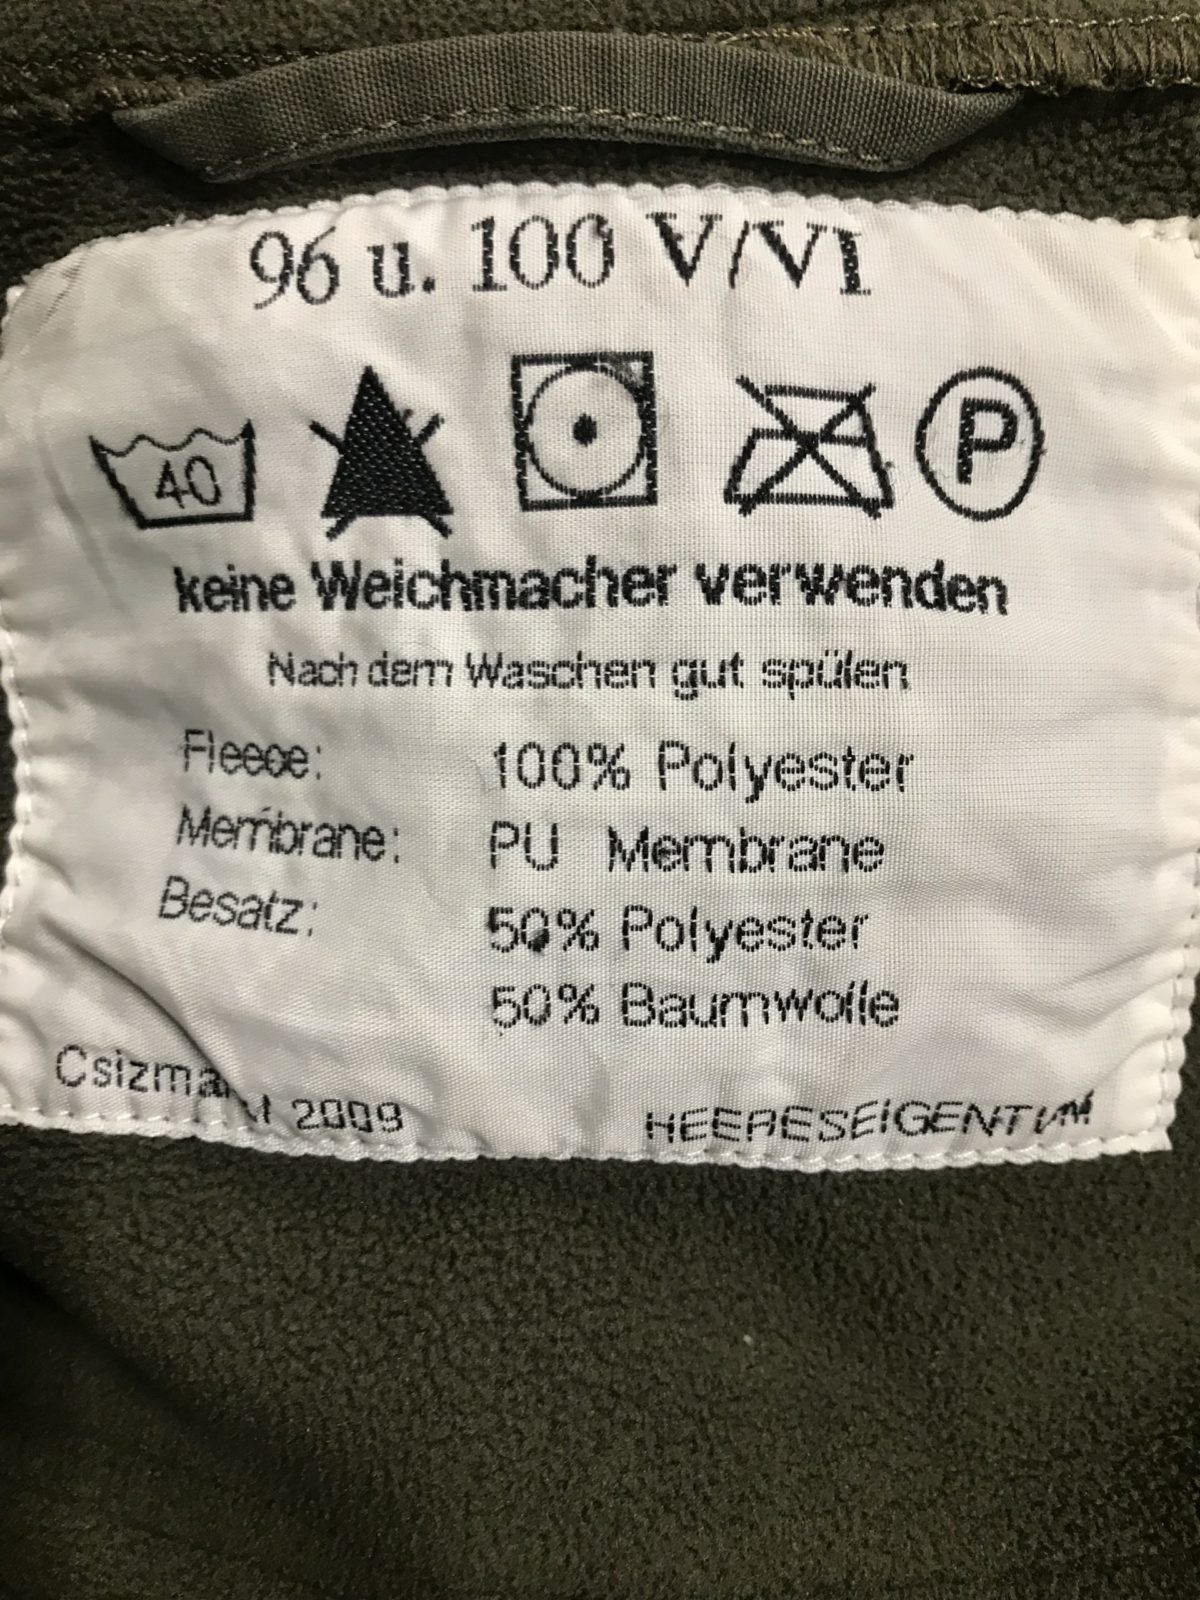 96 u. 100 V/VI
40 P
keine Weichmacher verwenden
Nach dem Waschen gut spülen
Fleece: 100% Polyester
Membrane: PU Membrane
Besatz: 50% Polyester
50% Baumwolle
2009 HEERESEIGENTUM